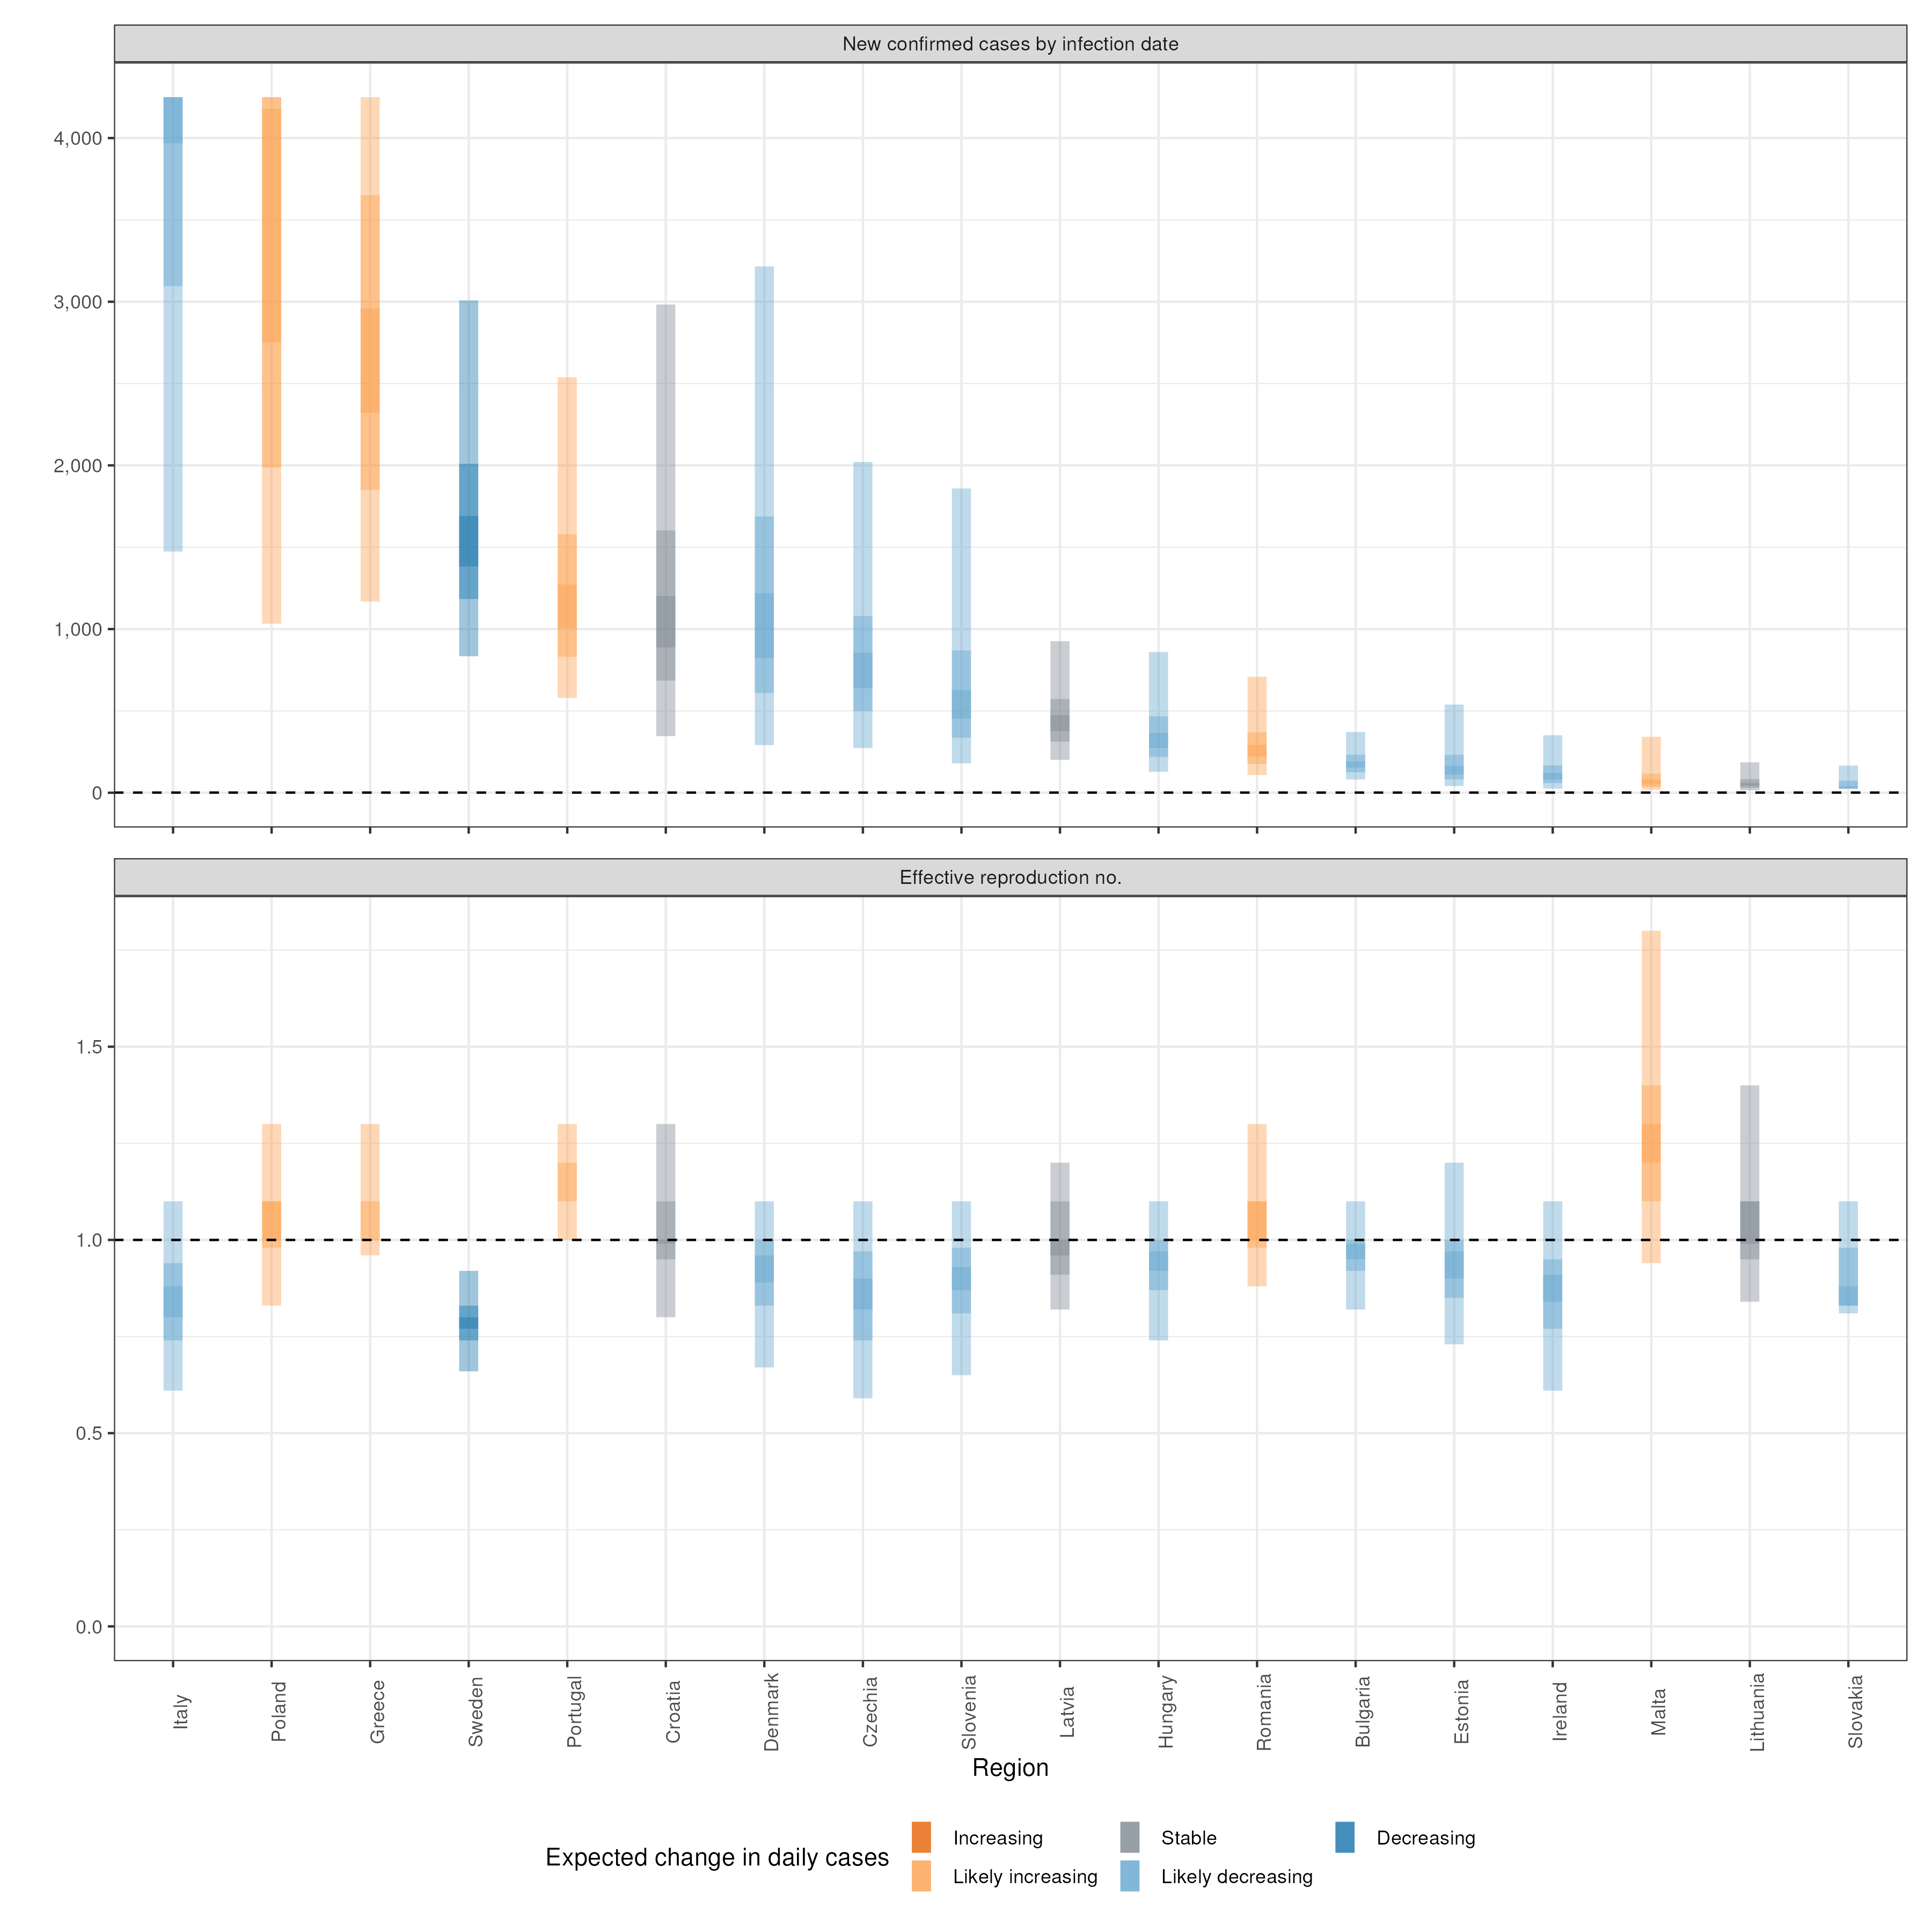 New confirmed cases by infection date
4,000
3,000
2,000
1,000
0
Effective reproduction no.
1.5
1.0
0.5
0.0
Italy
Poland
Greece
Sweden
Portugal
Croatia
Denmark
Czechia
Slovenia
Latvia
Hungary
Romania
Bulgaria
Estonia
Ireland
Malta
Lithuania
Slovakia
Region
Expected change in daily cases
Increasing
Stable
Decreasing
Likely increasing
Likely decreasing